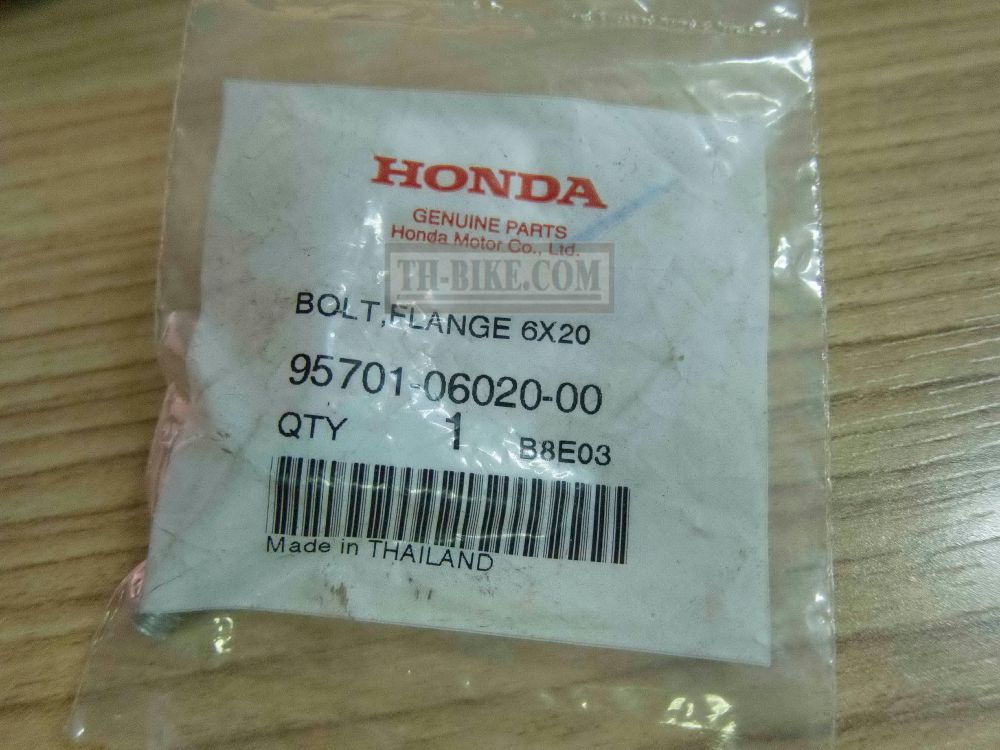 HONDA
GENUINE PARTS
Honda Motor Co., Ltd.
TH-BIKE.COM
BOLT,FLANGE 6X20
95701-06020-00
QTY 1 B8E03
Made in THAILAND